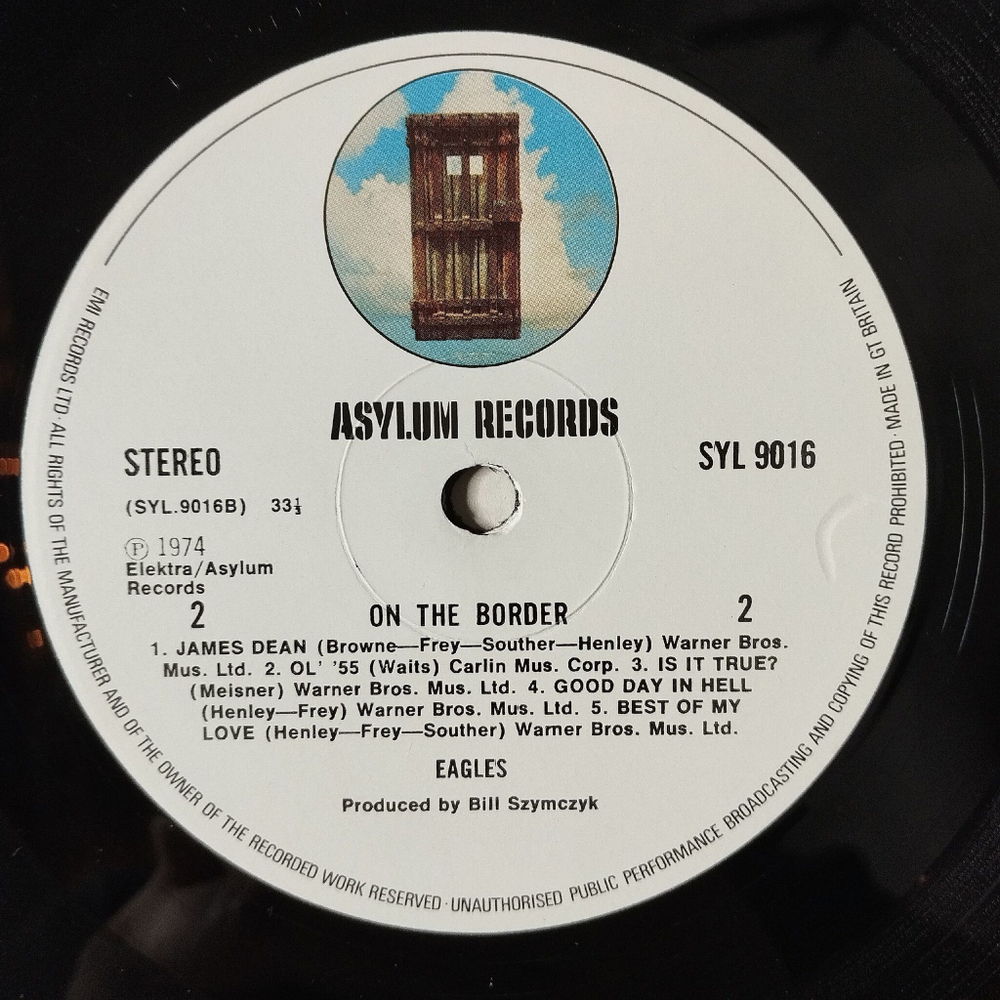 ASYLUM RECORDS
STEREO
SYL 9016
(SYL.9016B) 33⅓
Ⓟ 1974
Elektra/Asylum
Records
2 ON THE BORDER 2
1. JAMES DEAN (Browne—Frey—Souther—Henley) Warner Bros.
Mus. Ltd. 2. OL' '55 (Waits) Carlin Mus. Corp. 3. IS IT TRUE?
(Meisner) Warner Bros. Mus. Ltd. 4. GOOD DAY IN HELL
(Henley—Frey) Warner Bros. Mus. Ltd. 5. BEST OF MY
LOVE (Henley—Frey—Souther) Warner Bros. Mus. Ltd.
EAGLES
Produced by Bill Szymczyk
EMI RECORDS LTD · ALL RIGHTS OF THE MANUFACTURER AND OF THE OWNER OF THE RECORDED WORK RESERVED · UNAUTHORISED PUBLIC PERFORMANCE BROADCASTING AND COPYING OF THIS RECORD PROHIBITED · MADE IN GT BRITAIN